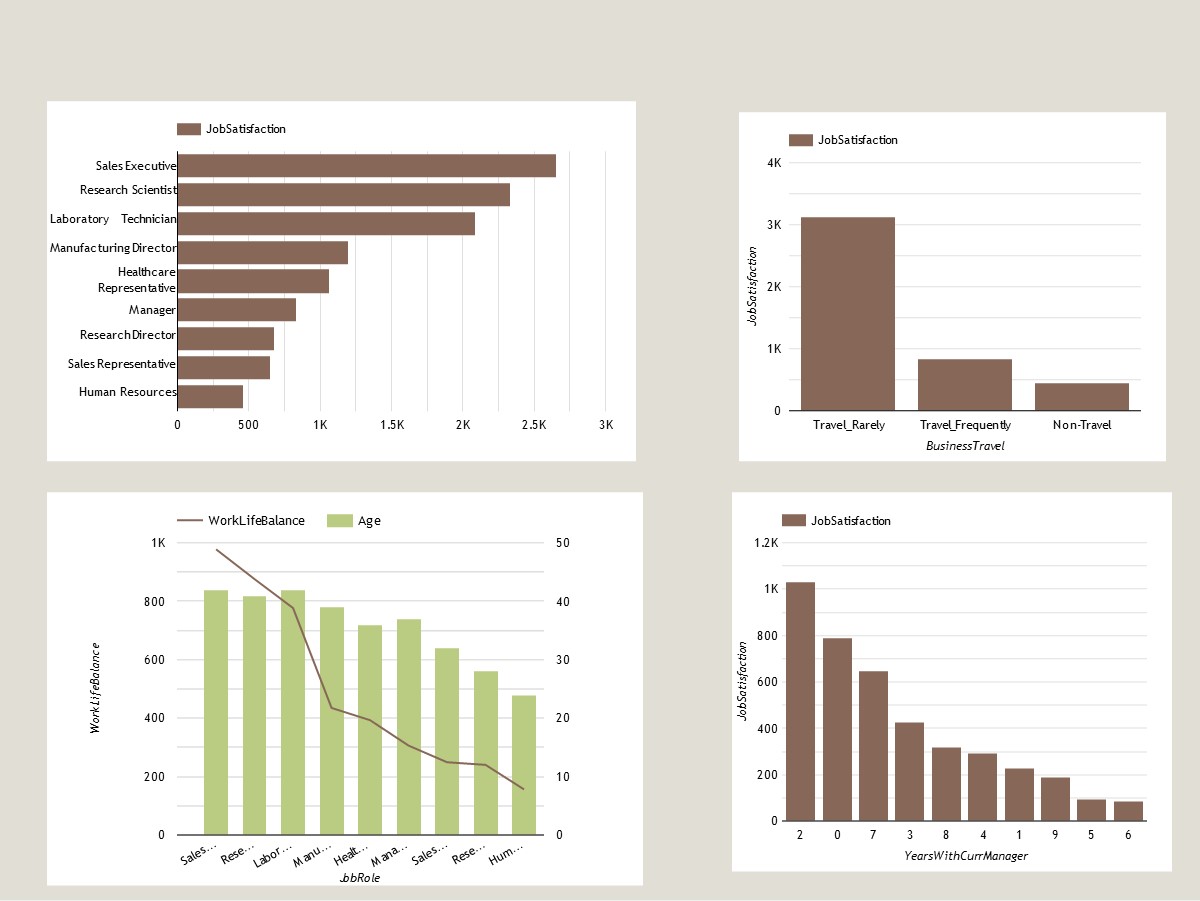 JobSatisfaction
Sales Executive
Research Scientist
Laboratory Technician
Manufacturing Director
Healthcare
Representative
Manager
Research Director
Sales Representative
Human Resources
0 500 1K 1.5K 2K 2.5K 3K
JobSatisfaction
4K
3K
2K
1K
0
JobSatisfaction
Travel_Rarely Travel_Frequently Non-Travel
BusinessTravel
WorkLifeBalance Age
1K 50
800 40
600 30
400 20
200 10
0 0
WorkLifeBalance
Sales... Rese... Labor... Manu... Healt... Mana... Sales... Rese... Hum...
JobRole
JobSatisfaction
1.2K
1K
800
600
400
200
0
JobSatisfaction
2 0 7 3 8 4 1 9 5 6
YearsWithCurrManager